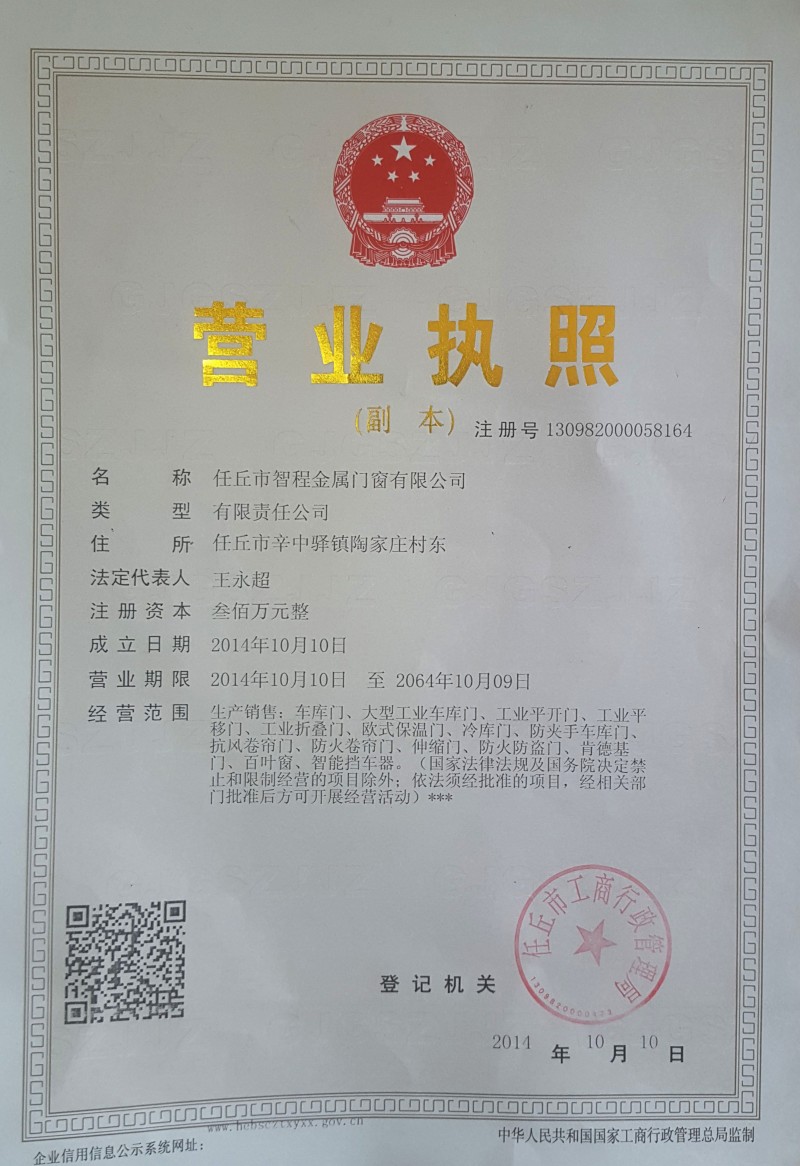 营业执照
(副 本) 注册号 130982000058164
名称 任丘市智程金属门窗有限公司
类型 有限责任公司
住所 任丘市辛中驿镇陶家庄村东
法定代表人 王永超
注册资本 叁佰万元整
成立日期 2014年10月10日
营业期限 2014年10月10日 至 2064年10月09日
经营范围 生产销售：车库门、大型工业车库门、工业平开门、工业平
移门、工业折叠门、欧式保温门、冷库门、防夹手车库门、
抗风卷帘门、防火卷帘门、伸缩门、防火防盗门、肯德基
门、百叶窗、智能挡车器。（国家法律法规及国务院决定禁
止和限制经营的项目除外；依法须经批准的项目，经相关部
门批准后方可开展经营活动）***
任丘市工商行政管理局
登记机关
2014 年 10 月 10 日
www.hebscztxyxx.gov.cn
企业信用信息公示系统网址：
中华人民共和国国家工商行政管理总局监制